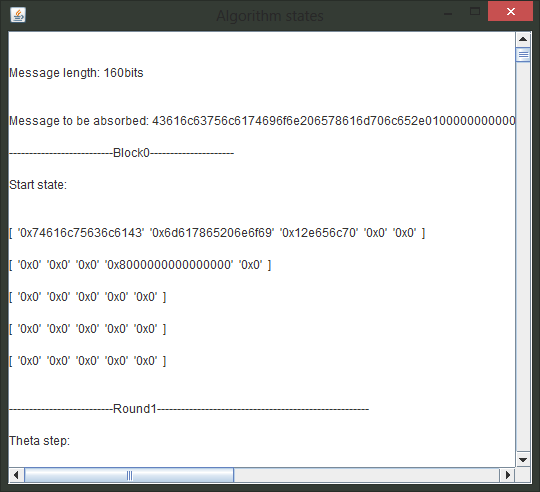 Algorithm states
Message length: 160bits
Message to be absorbed: 43616c63756c6174696f6e206578616d706c652e0100000000000
--------------------------Block0---------------------
Start state:
[ '0x74616c75636c6143' '0x6d617865206e6f69' '0x12e656c70' '0x0' '0x0' ]
[ '0x0' '0x0' '0x0' '0x8000000000000000' '0x0' ]
[ '0x0' '0x0' '0x0' '0x0' '0x0' ]
[ '0x0' '0x0' '0x0' '0x0' '0x0' ]
[ '0x0' '0x0' '0x0' '0x0' '0x0' ]
--------------------------Round1-----------------------------------------------------
Theta step: